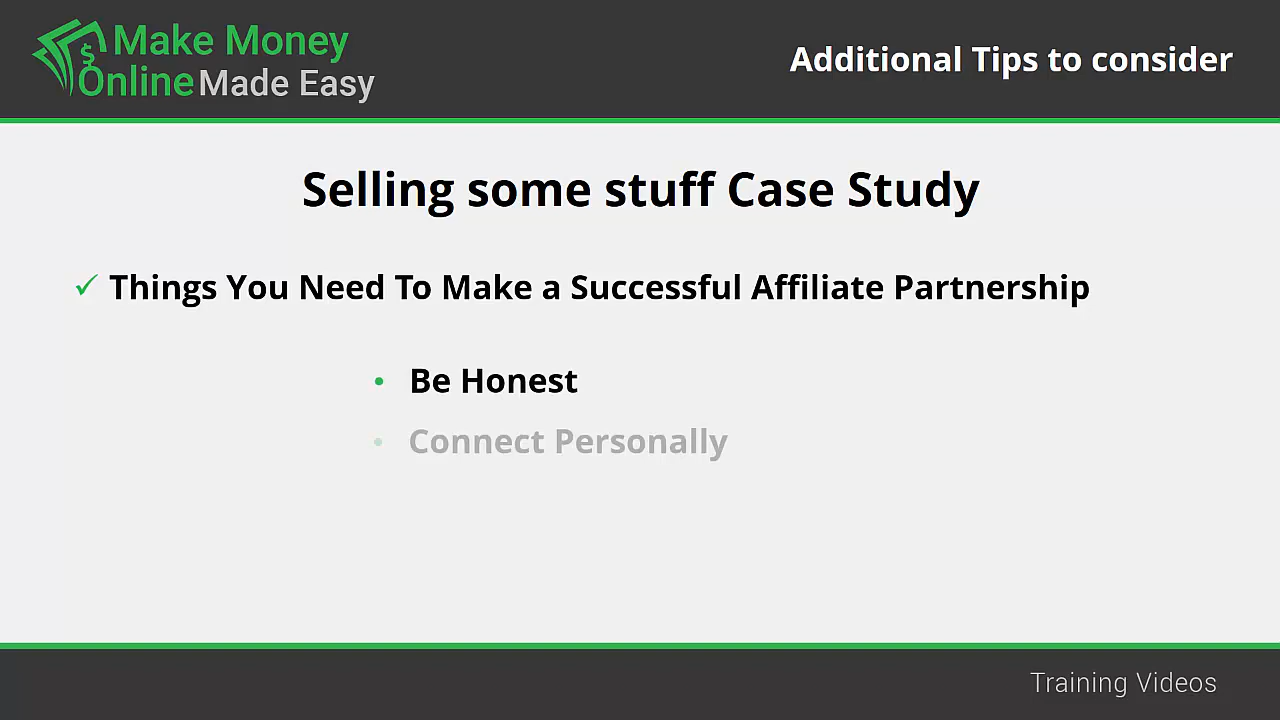 Make Money
Online Made Easy
Additional Tips to consider
Selling some stuff Case Study
✓ Things You Need To Make a Successful Affiliate Partnership
• Be Honest
• Connect Personally
Training Videos